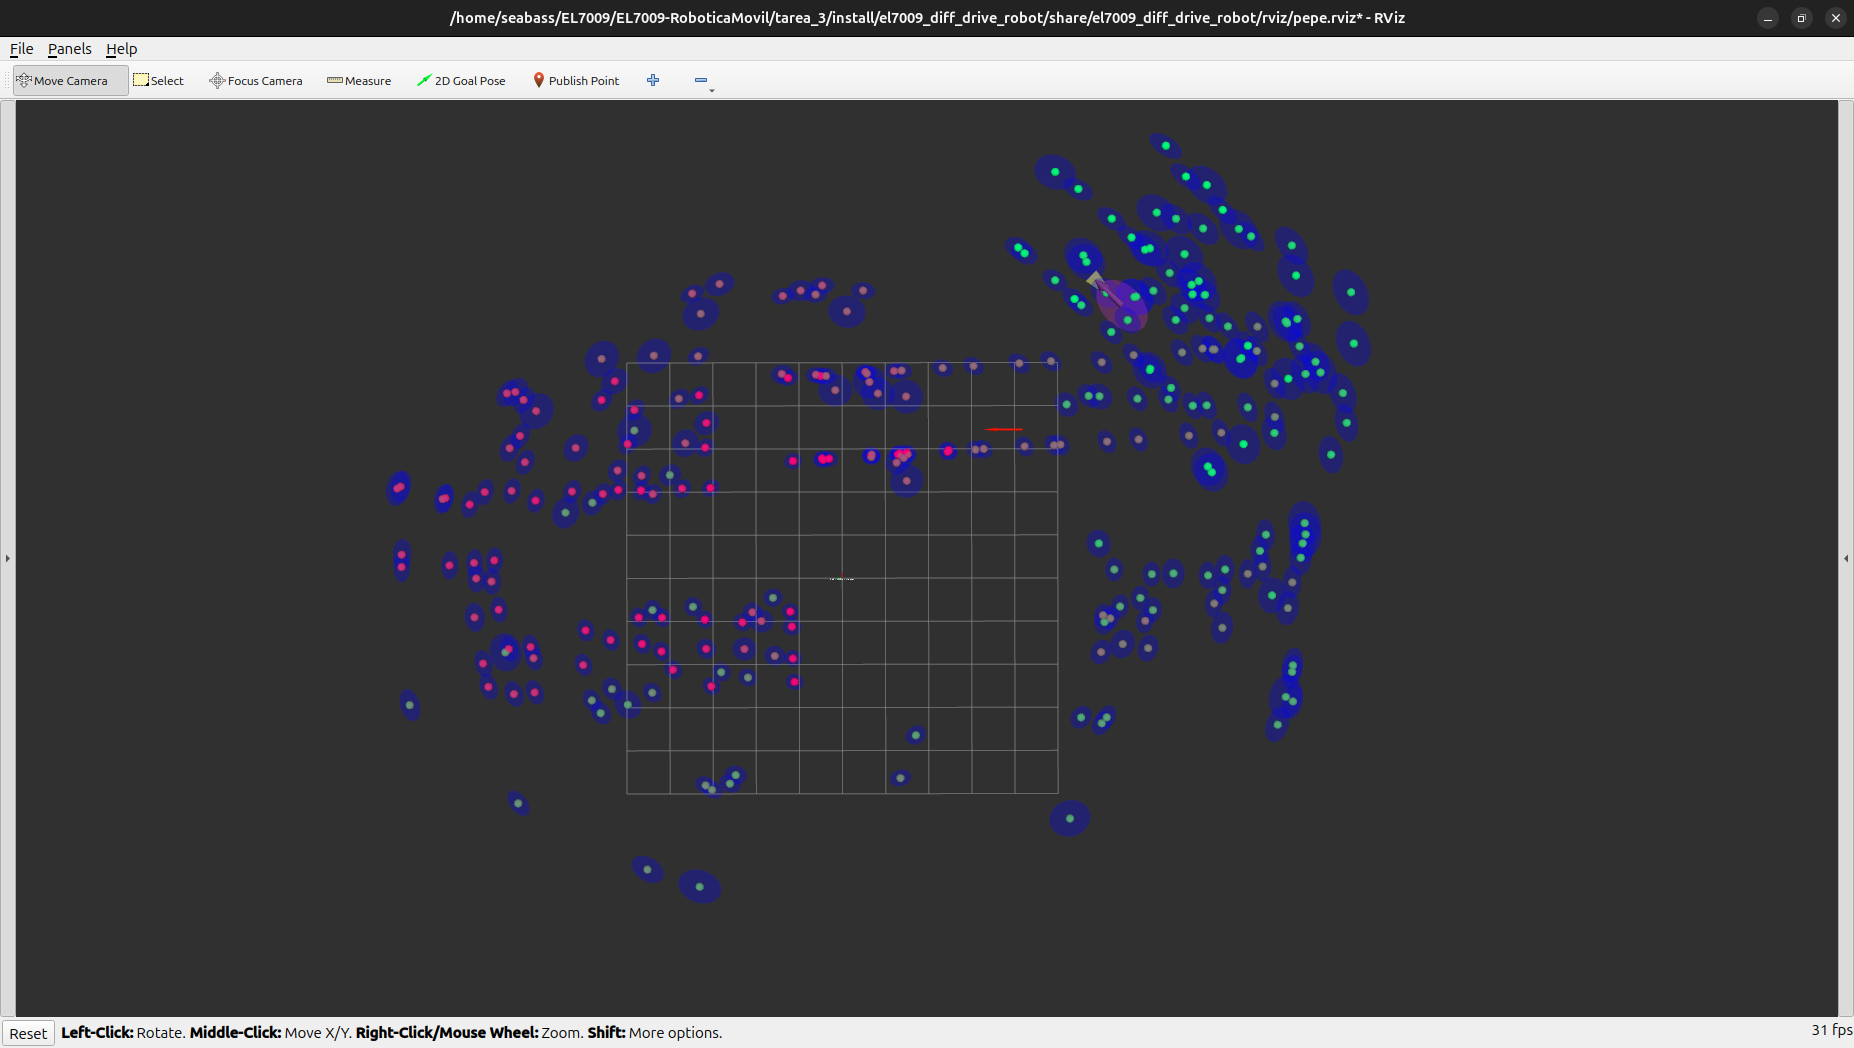 /home/seabass/EL7009/EL7009-RoboticaMovil/tarea_3/install/el7009_diff_drive_robot/share/el7009_diff_drive_robot/rviz/pepe.rviz* - RViz
File Panels Help
Move Camera Select Focus Camera Measure 2D Goal Pose Publish Point
Reset Left-Click: Rotate. Middle-Click: Move X/Y. Right-Click/Mouse Wheel: Zoom. Shift: More options. 31 fps